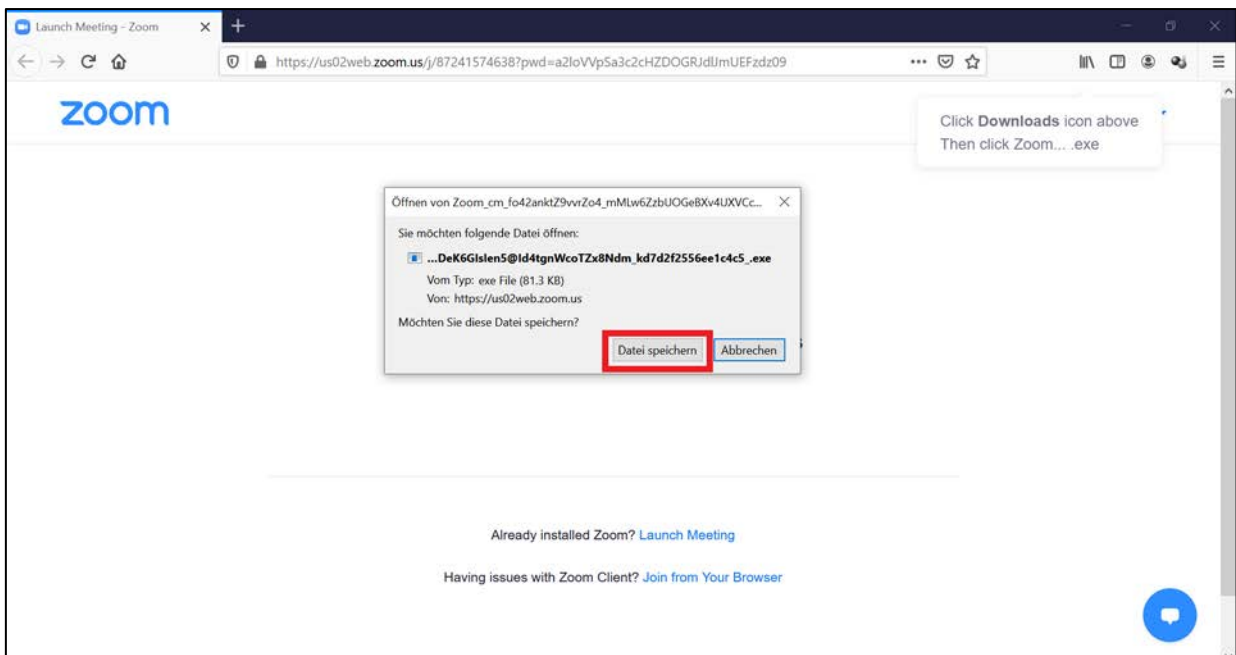 Launch Meeting - Zoom
https://us02web.zoom.us/j/87241574638?pwd=a2loVVpSa3c2cHZDOGRJdlJmUEFzdz09
zoom
Click Downloads icon above
Then click Zoom... .exe
Öffnen von Zoom_cm_fo42anktZ9vvrZo4_mMLw6ZzbUOGeBXv4UXVCc...
Sie möchten folgende Datei öffnen:
...DeK6GIslen5@Id4tgnWcoTZx8Ndm_kd7d2f2556ee1c4c5_.exe
Vom Typ: exe File (81.3 KB)
Von: https://us02web.zoom.us
Möchten Sie diese Datei speichern?
Datei speichern Abbrechen
Already installed Zoom? Launch Meeting
Having issues with Zoom Client? Join from Your Browser